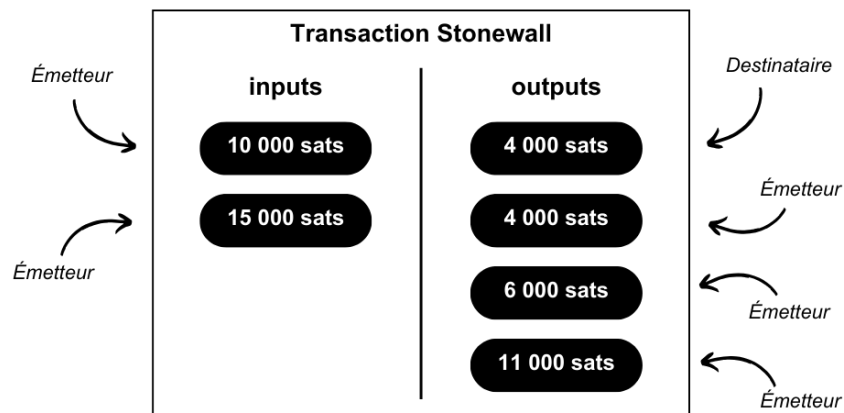 Transaction Stonewall
Émetteur
inputs
outputs
Destinataire
10 000 sats
4 000 sats
Émetteur
15 000 sats
4 000 sats
Émetteur
6 000 sats
Émetteur
11 000 sats
Émetteur